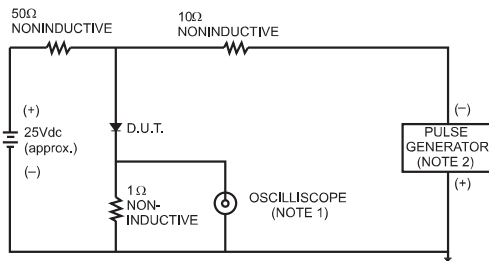 50Ω
NONINDUCTIVE
10Ω
NONINDUCTIVE
(+)
25Vdc
(approx.)
(–)
D.U.T.
1Ω
NON-
INDUCTIVE
OSCILLISCOPE
(NOTE 1)
(–)
PULSE
GENERATOR
(NOTE 2)
(+)